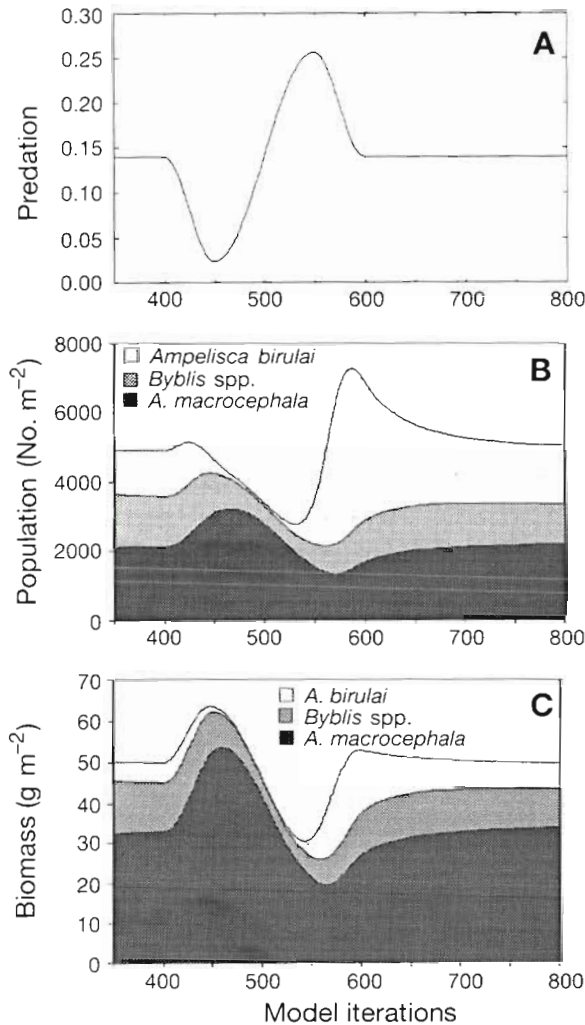 A
0.30
0.25
0.20
0.15
0.10
0.05
0.00
Predation
400 500 600 700 800
B
Ampelisca birulai
Byblis spp.
A. macrocephala
8000
6000
4000
2000
0
Population (No. m⁻²)
400 500 600 700 800
C
A. birulai
Byblis spp.
A. macrocephala
70
60
50
40
30
20
10
0
Biomass (g m⁻²)
400 500 600 700 800
Model iterations